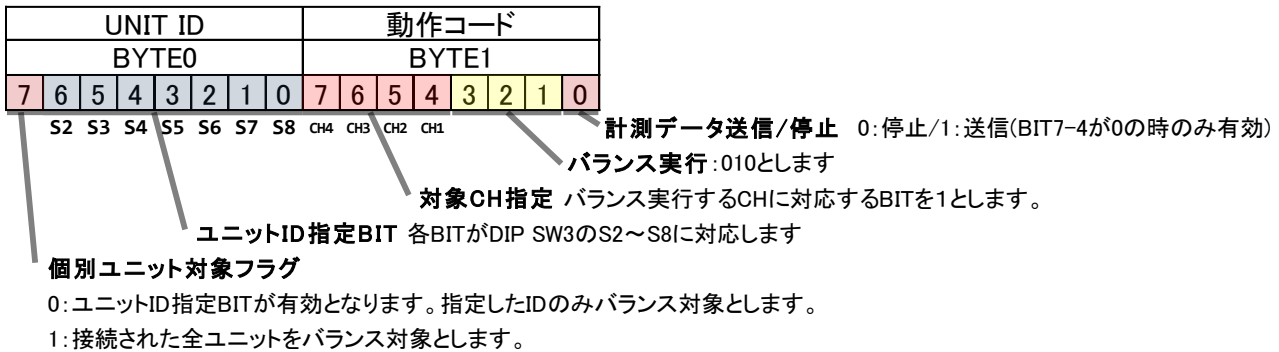 UNIT ID 動作コード
BYTE0 BYTE1
7 6 5 4 3 2 1 0 7 6 5 4 3 2 1 0
S2 S3 S4 S5 S6 S7 S8 CH4 CH3 CH2 CH1
計測データ送信/停止 0:停止/1:送信(BIT7-4が0の時のみ有効)
バランス実行:010とします
対象CH指定 バランス実行するCHに対応するBITを1とします。
ユニットID指定BIT 各BITがDIP SW3のS2～S8に対応します
個別ユニット対象フラグ
0:ユニットID指定BITが有効となります。指定したIDのみバランス対象とします。
1:接続された全ユニットをバランス対象とします。